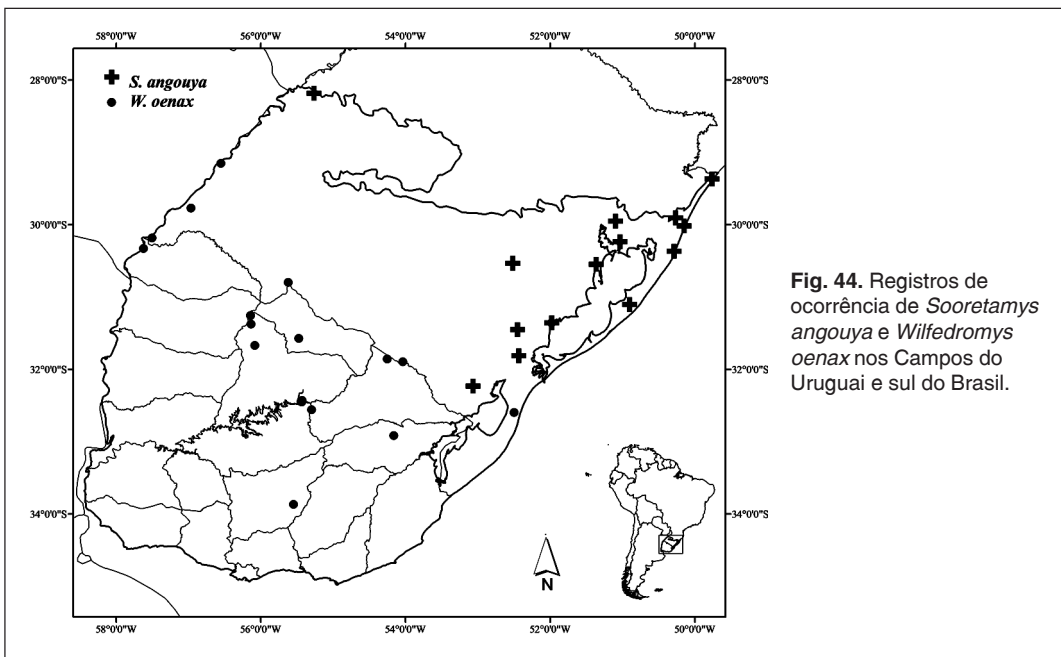 58°0'0"W 56°0'0"W 54°0'0"W 52°0'0"W 50°0'0"W
S. angouya
W. oenax
28°0'0"S 28°0'0"S
30°0'0"S 30°0'0"S
32°0'0"S 32°0'0"S
34°0'0"S 34°0'0"S
N
58°0'0"W 56°0'0"W 54°0'0"W 52°0'0"W 50°0'0"W
Fig. 44. Registros de
ocorrência de Sooretamys
angouya e Wilfedromys
oenax nos Campos do
Uruguai e sul do Brasil.